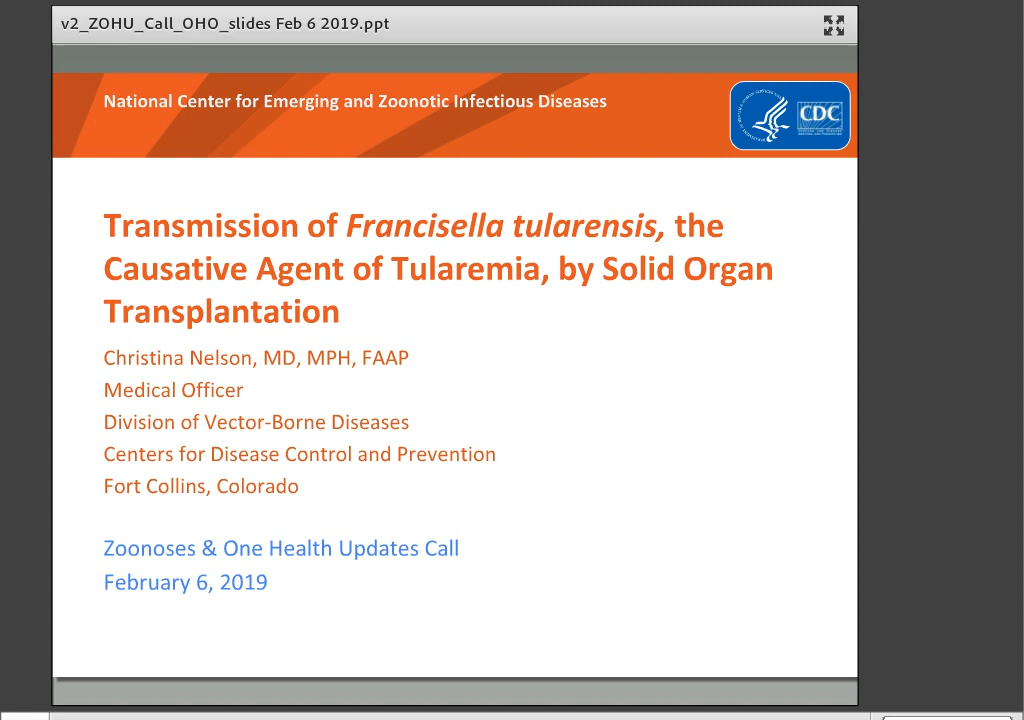 v2_ZOHU_Call_OHO_slides Feb 6 2019.ppt
National Center for Emerging and Zoonotic Infectious Diseases
CDC
Transmission of Francisella tularensis, the
Causative Agent of Tularemia, by Solid Organ
Transplantation
Christina Nelson, MD, MPH, FAAP
Medical Officer
Division of Vector-Borne Diseases
Centers for Disease Control and Prevention
Fort Collins, Colorado
Zoonoses & One Health Updates Call
February 6, 2019